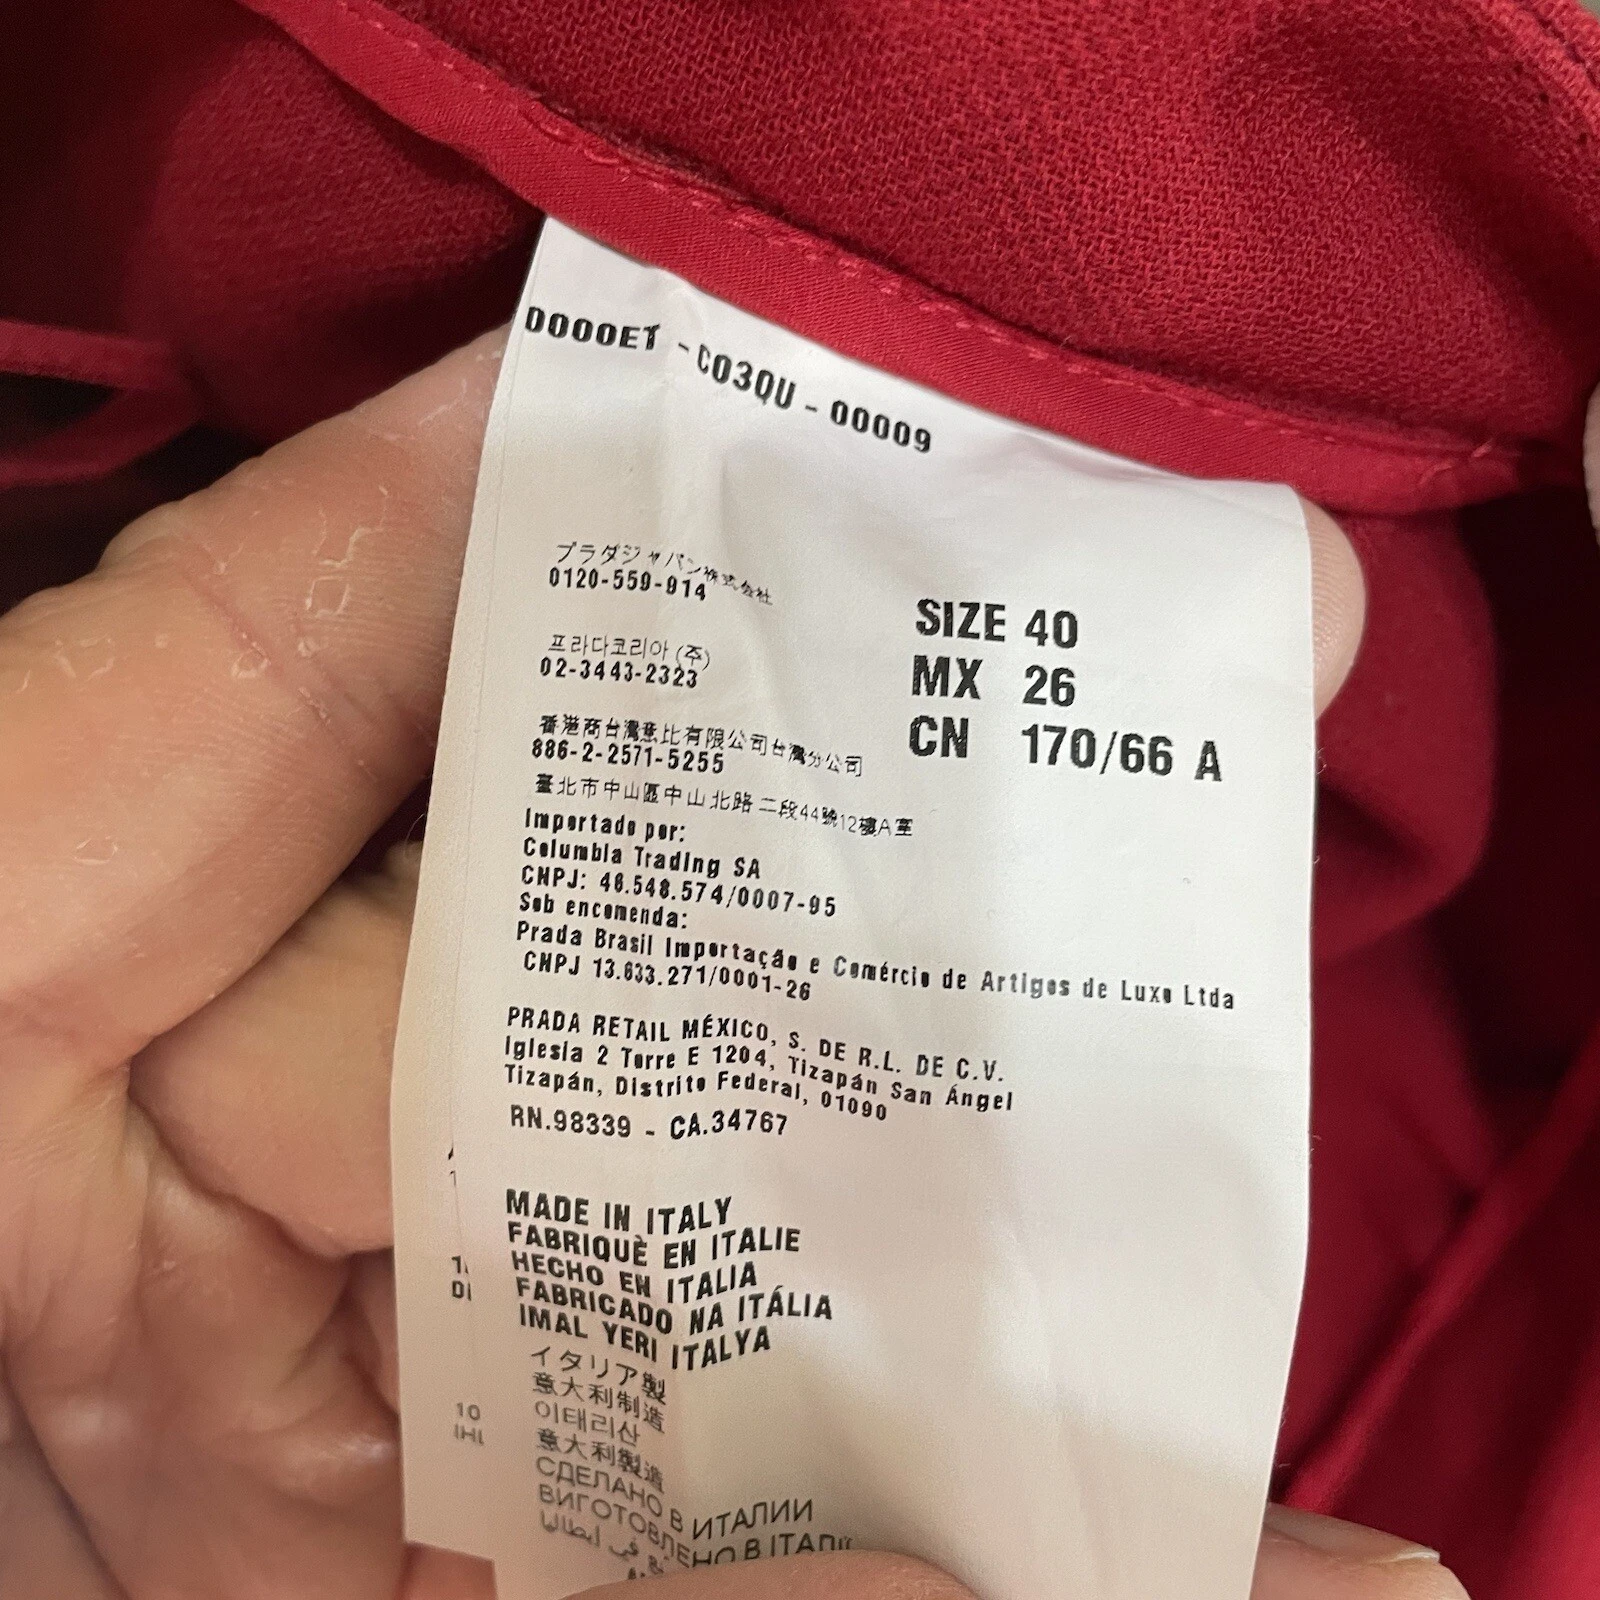 D000ET - C03QU - 00009
プラダジャパン株式会社
0120-559-914
프라다코리아 (주)
02-3443-2323
香港商台灣意比有限公司台灣分公司
886-2-2571-5255
臺北市中山區中山北路二段44號12樓A室
SIZE 40
MX 26
CN 170/66 A
Importado por:
Columbia Trading SA
CNPJ: 46.548.574/0007-95
Sob encomenda:
Prada Brasil Importação e Comércio de Artigos de Luxo Ltda
CNPJ 13.633.271/0001-26
PRADA RETAIL MÉXICO, S. DE R.L. DE C.V.
Iglesia 2 Torre E 1204, Tizapán San Ángel
Tizapán, Distrito Federal, 01090
RN.98339 - CA.34767
MADE IN ITALY
FABRIQUÈ EN ITALIE
HECHO EN ITALIA
FABRICADO NA ITÁLIA
IMAL YERI ITALYA
イタリア製
意大利制造
이태리산
意大利製造
СДЕЛАНО В ИТАЛИИ
ВИГОТОВЛЕНО В ІТАЛІЇ
في ايطاليا
10